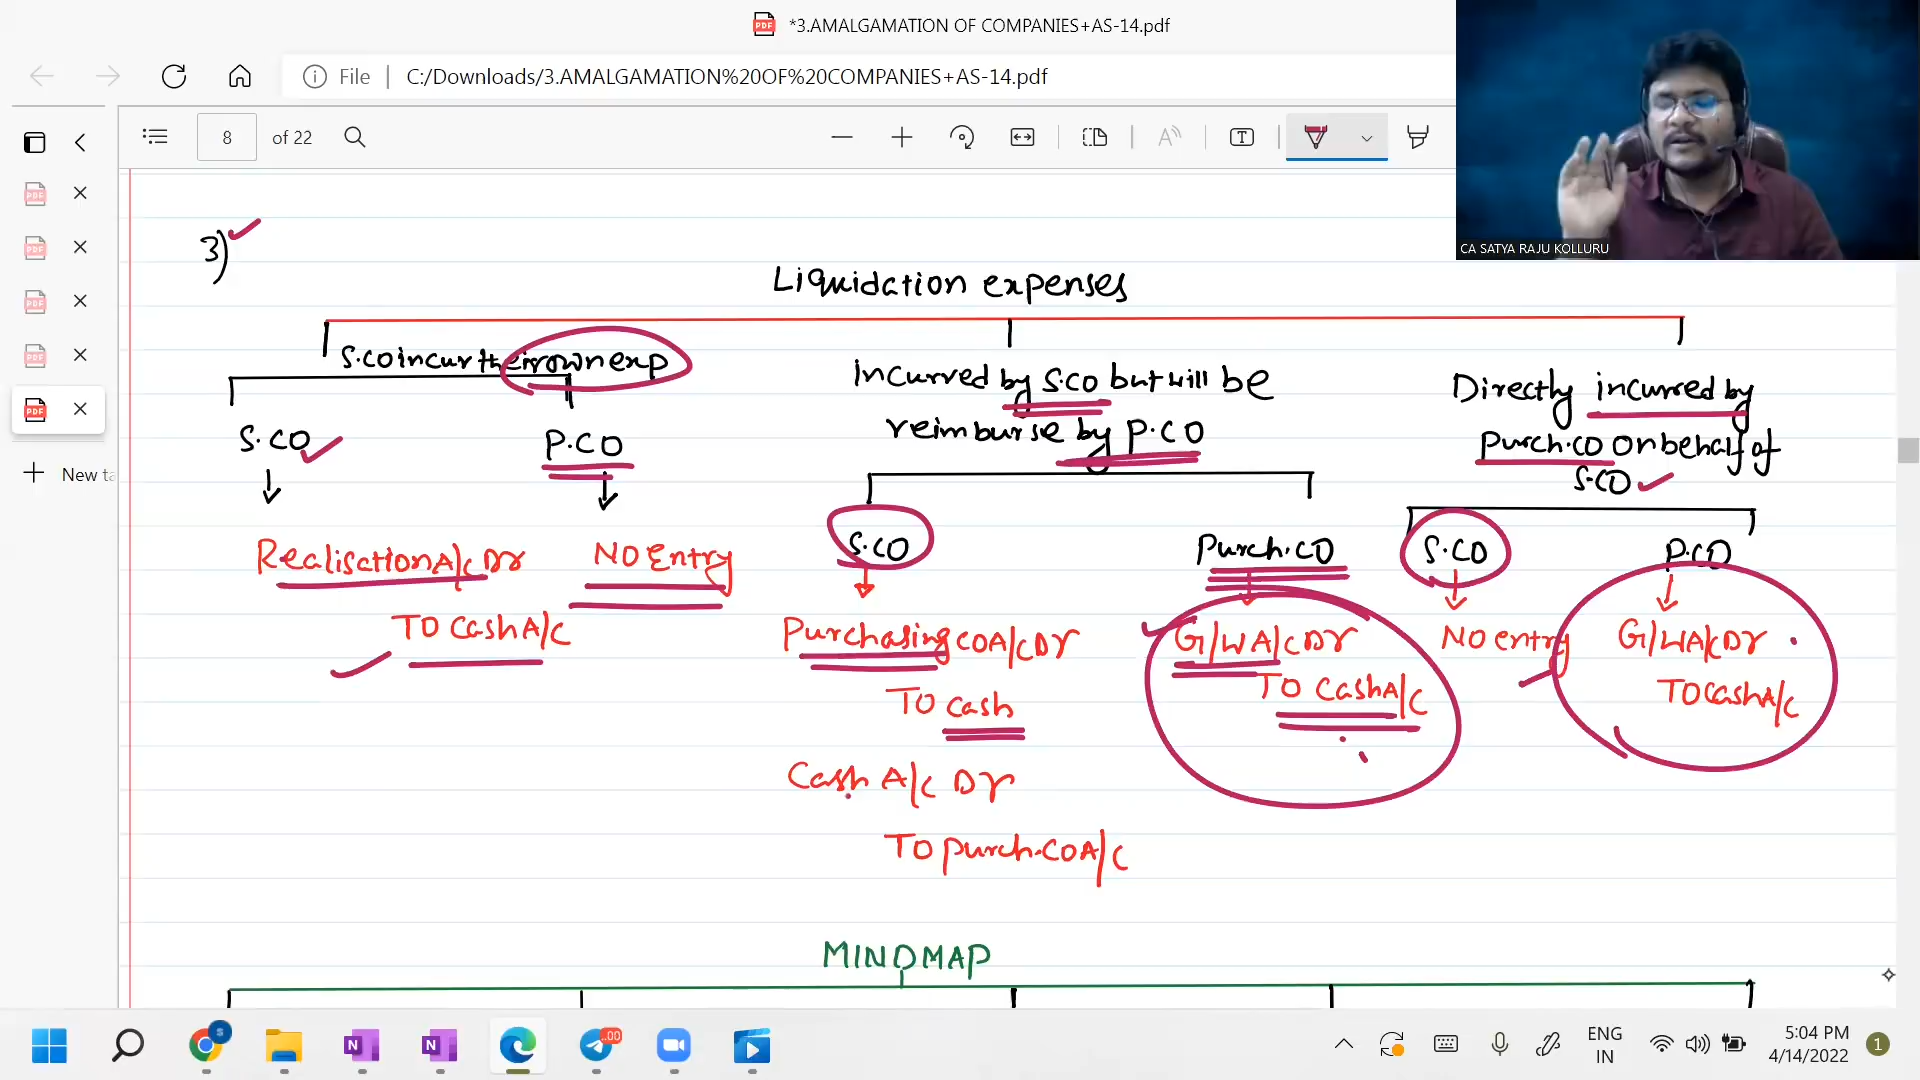 *3.AMALGAMATION OF COMPANIES+AS-14.pdf
File
C:/Downloads/3.AMALGAMATION%20OF%20COMPANIES+AS-14.pdf
8 of 22
CA SATYA RAJU KOLLURU
New ta
3)
Liquidation expenses
S.co incur their own exp
S.CO
P.CO
Realisation A/c Dr
To Cash A/c
NO Entry
Incurred by S.CO but will be
reimburse by P.CO
S.CO
Purch.CO
Purchasing CO A/c Dr
To cash
Cash A/c Dr
To purch.CO A/c
G/W A/c Dr
To Cash A/c
Directly incurred by
purch.co on behalf of
S.CO
S.CO
P.CO
NO entry
G/W A/c Dr
To cash A/c
MINDMAP
.00
ENG
IN
5:04 PM
4/14/2022
1